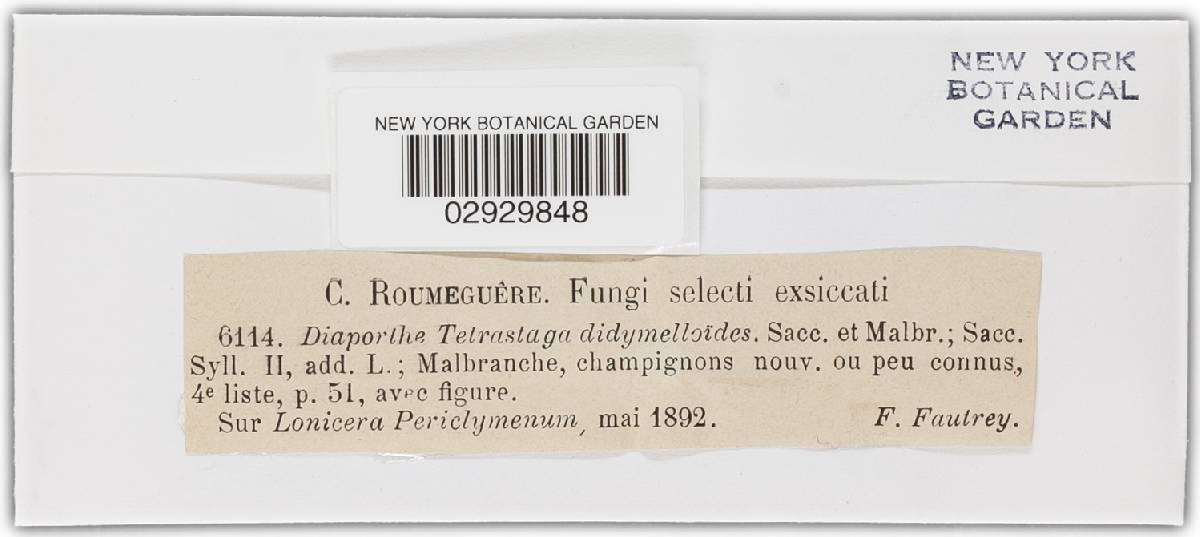 NEW YORK
BOTANICAL
GARDEN
NEW YORK BOTANICAL GARDEN
02929848
C. ROUMEGUÊRE. Fungi selecti exsiccati
6114. Diaporthe Tetrastaga didymelloïdes. Sacc. et Malbr.; Sacc.
Syll. II, add. L.; Malbranche, champignons nouv. ou peu connus,
4e liste, p. 51, avec figure.
Sur Lonicera Periclymenum, mai 1892. F. Fautrey.